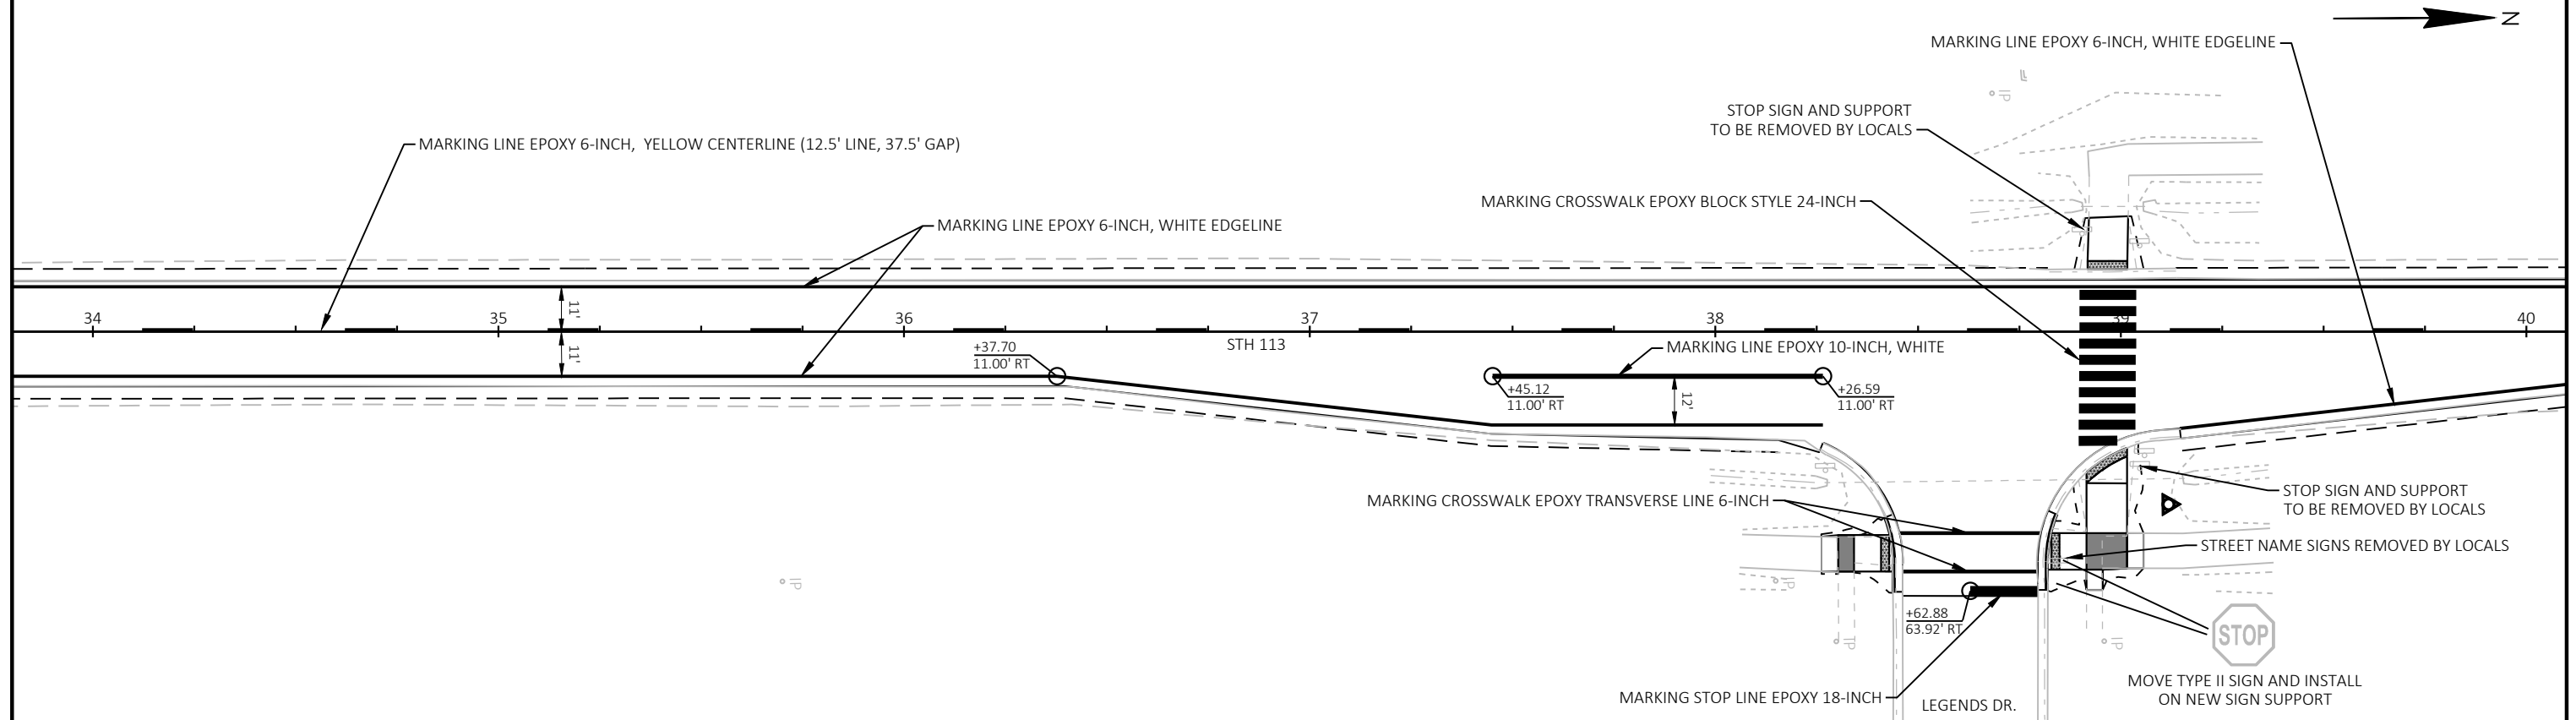 N
MARKING LINE EPOXY 6-INCH, WHITE EDGELINE
STOP SIGN AND SUPPORT
TO BE REMOVED BY LOCALS
MARKING LINE EPOXY 6-INCH, YELLOW CENTERLINE (12.5' LINE, 37.5' GAP)
MARKING CROSSWALK EPOXY BLOCK STYLE 24-INCH
MARKING LINE EPOXY 6-INCH, WHITE EDGELINE
11'
34
35
36
37
38
39
40
11'
STH 113
+37.70
11.00' RT
MARKING LINE EPOXY 10-INCH, WHITE
+45.12
11.00' RT
12'
+26.59
11.00' RT
MARKING CROSSWALK EPOXY TRANSVERSE LINE 6-INCH
STOP SIGN AND SUPPORT
TO BE REMOVED BY LOCALS
STREET NAME SIGNS REMOVED BY LOCALS
+62.88
63.92' RT
STOP
MOVE TYPE II SIGN AND INSTALL
ON NEW SIGN SUPPORT
MARKING STOP LINE EPOXY 18-INCH
LEGENDS DR.